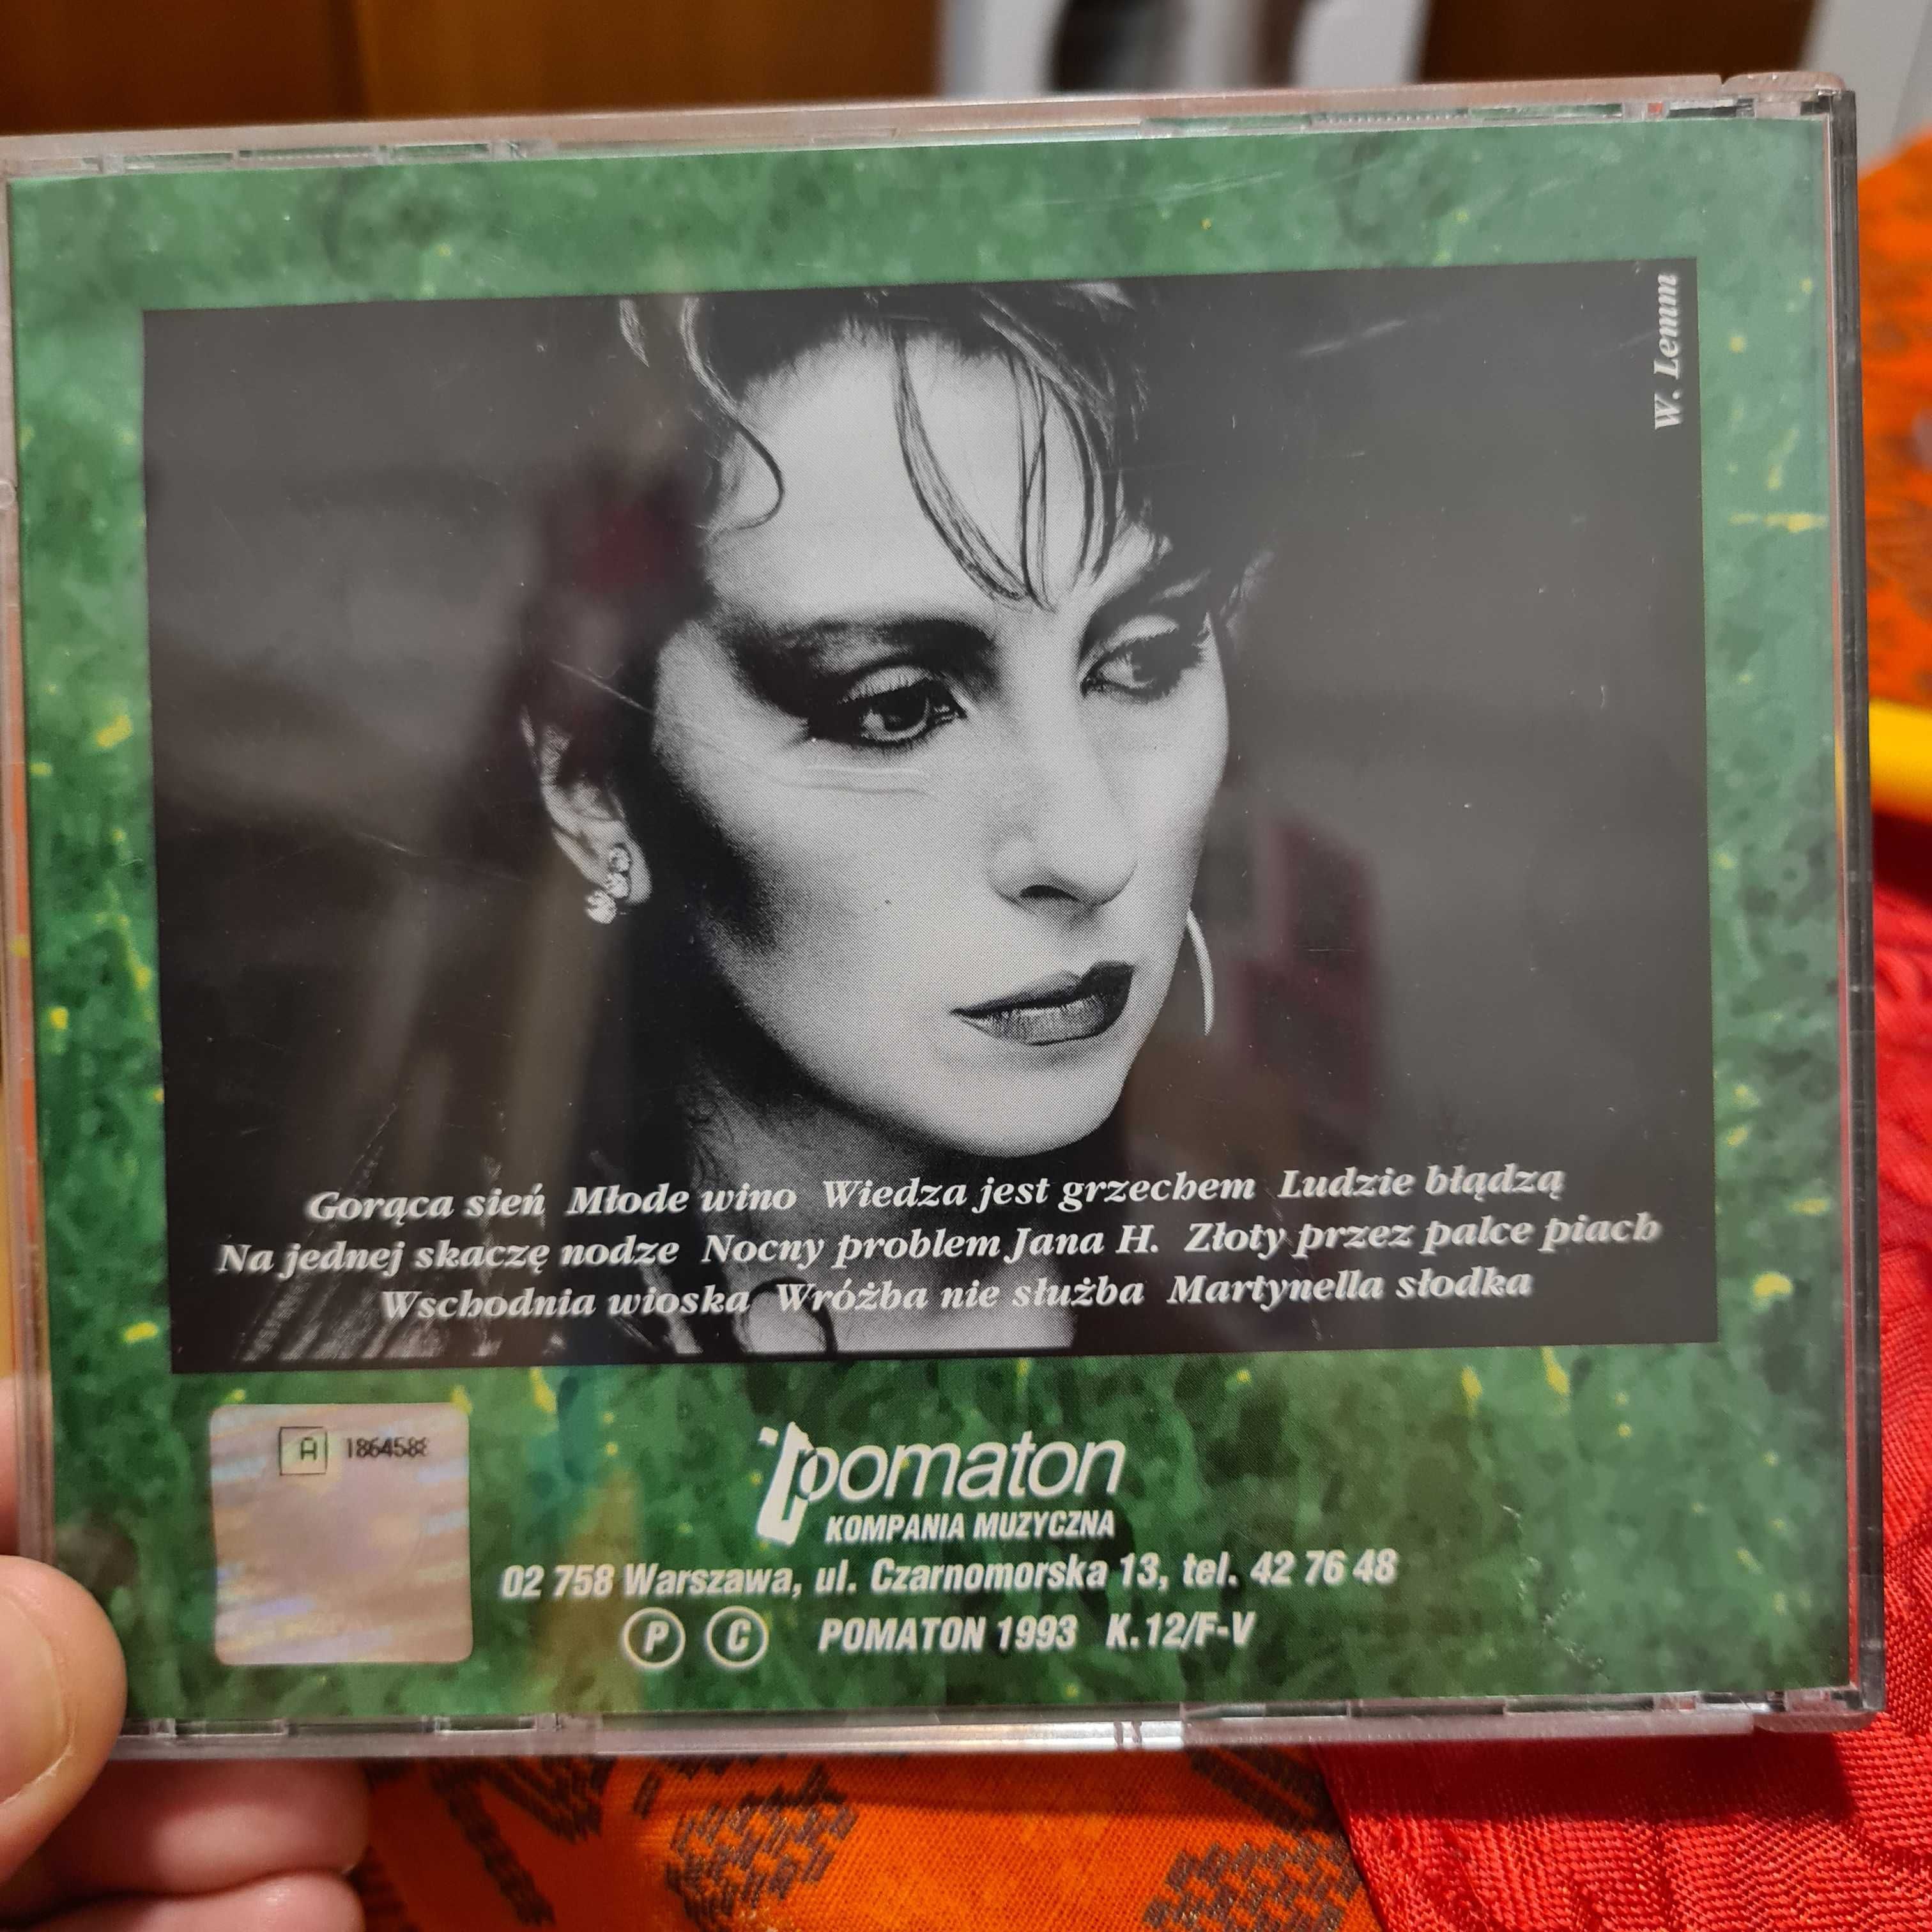 W. Lemm
Gorąca sień Młode wino Wiedza jest grzechem Ludzie błądzą
Na jednej skaczę nodze Nocny problem Jana H. Złoty przez palce piach
Wschodnia wioska Wróżba nie służba Martynella słodka
A 1864588
pomaton
KOMPANIA MUZYCZNA
02 758 Warszawa, ul. Czarnomorska 13, tel. 42 76 48
P C POMATON 1993 K.12/F-V